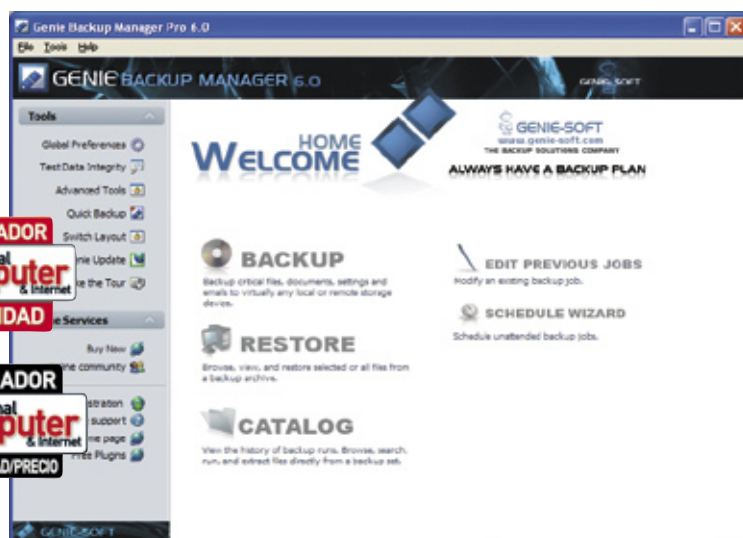 Genie Backup Manager Pro 6.0
File Tools Help
GENIE BACKUP MANAGER 6.0
GENIE-SOFT
Tools
Global Preferences
Test Data Integrity
Advanced Tools
Quick Backup
Switch Layout
nie Update
ke the Tour
e Services
Buy Now
ine community
stration
support
me page
Free Plugins
GENIE-SOFT
ADOR
al
puter
& Internet
IDAD
ADOR
nal
puter
& Internet
AD/PRECIO
HOME
WELCOME
GENIE-SOFT
www.genie-soft.com
THE BACKUP SOLUTIONS COMPANY
ALWAYS HAVE A BACKUP PLAN
BACKUP
Backup critical files, documents, settings and
emails to virtually any local or remote storage
device.
RESTORE
Browse, view, and restore selected or all files from
a backup archive.
CATALOG
View the history of backup runs. Browse, search,
run, and extract files directly from a backup set.
EDIT PREVIOUS JOBS
Modify an existing backup job.
SCHEDULE WIZARD
Schedule unattended backup jobs.